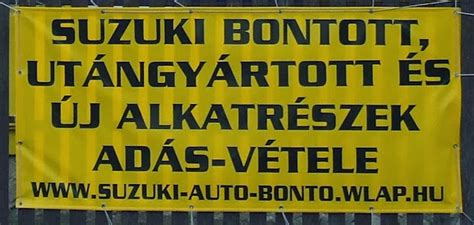 SUZUKI BONTOTT,
UTÁNGYÁRTOTT ÉS
ÚJ ALKATRÉSZEK
ADÁS-VÉTELE
WWW.SUZUKI-AUTO-BONTO.WLAP.HU